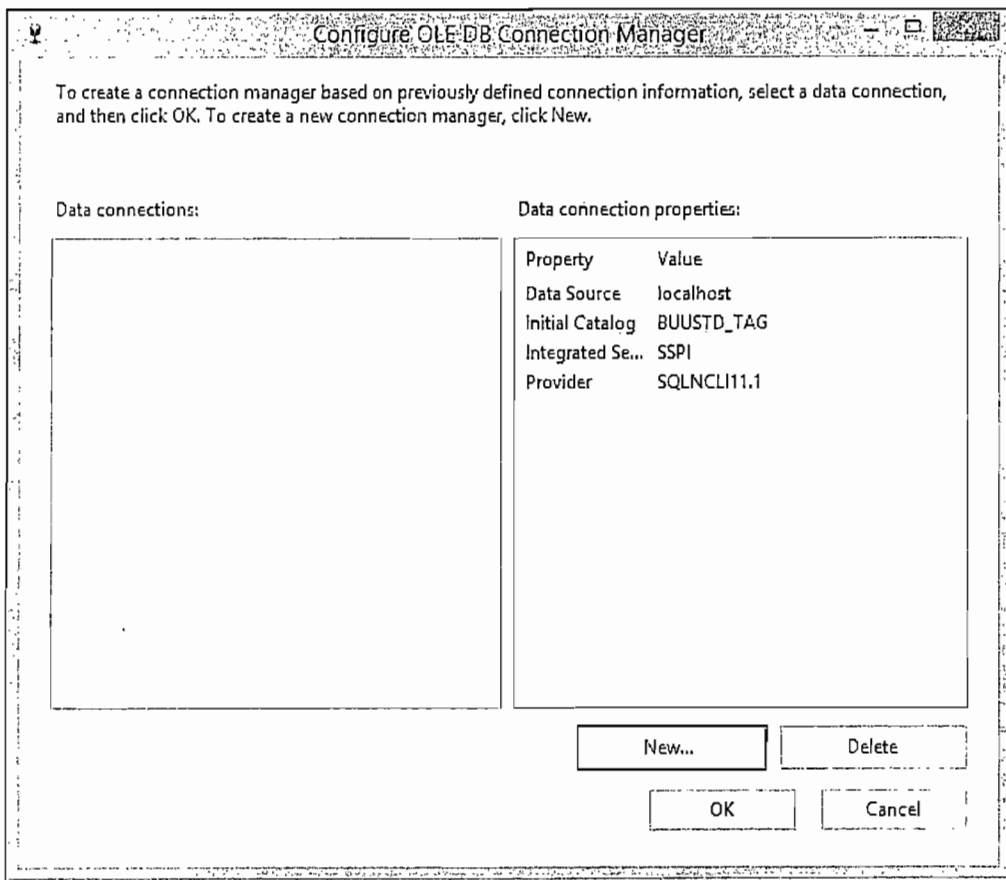 Configure OLE DB Connection Manager
To create a connection manager based on previously defined connection information, select a data connection,
and then click OK. To create a new connection manager, click New.
Data connections:
Data connection properties:
Property Value
Data Source localhost
Initial Catalog BUUSTD_TAG
Integrated Se... SSPI
Provider SQLNCLI11.1
New...
Delete
OK
Cancel